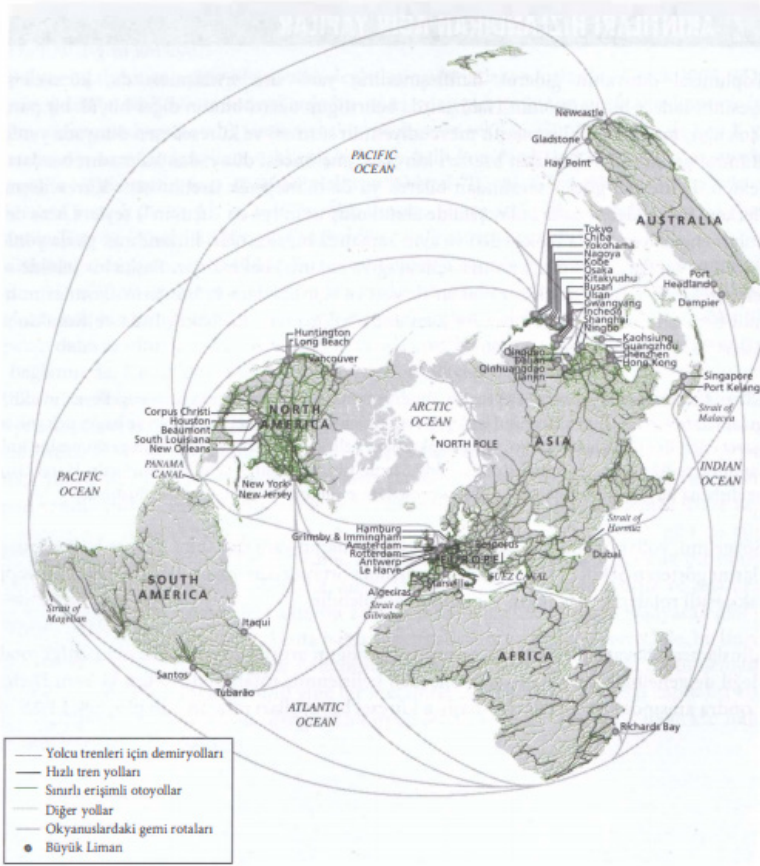 Newcastle
Gladstone
Hay Point
PACIFIC
OCEAN
AUSTRALIA
Tokyo
Chiba
Yokohama
Nagoya
Kobe
Osaka
Kitakyushu
Busan
Ulsan
Gwangyang
Incheon
Shanghai
Ningbo
Port
Headland
Dampier
Kaohsiung
Guangzhou
Shenzhen
Hong Kong
Qinhuangdao
Tianjin
Singapore
Port Kelang
Strait of
Malacca
Huntington
Long Beach
Vancouver
Corpus Christi
Houston
Beaumont
South Louisiana
New Orleans
NORTH
AMERICA
ARCTIC
OCEAN
NORTH POLE
ASIA
INDIAN
OCEAN
PACIFIC
OCEAN
PANAMA
CANAL
New York-
New Jersey
Strait of
Hormuz
Dubai
Hamburg
Grimsby & Immingham
Amsterdam
Rotterdam
Antwerp
Le Harve
Marseilles
Algeciras
Strait of
Gibraltar
Bosporus
EUROPE
SUEZ CANAL
SOUTH
AMERICA
Strait of
Magellan
Itaqui
Santos
Tubarão
ATLANTIC
OCEAN
AFRICA
Richards Bay
Yolcu trenleri için demiryolları
Hızlı tren yolları
Sınırlı erişimli otoyollar
Diğer yollar
Okyanuslardaki gemi rotaları
Büyük Liman